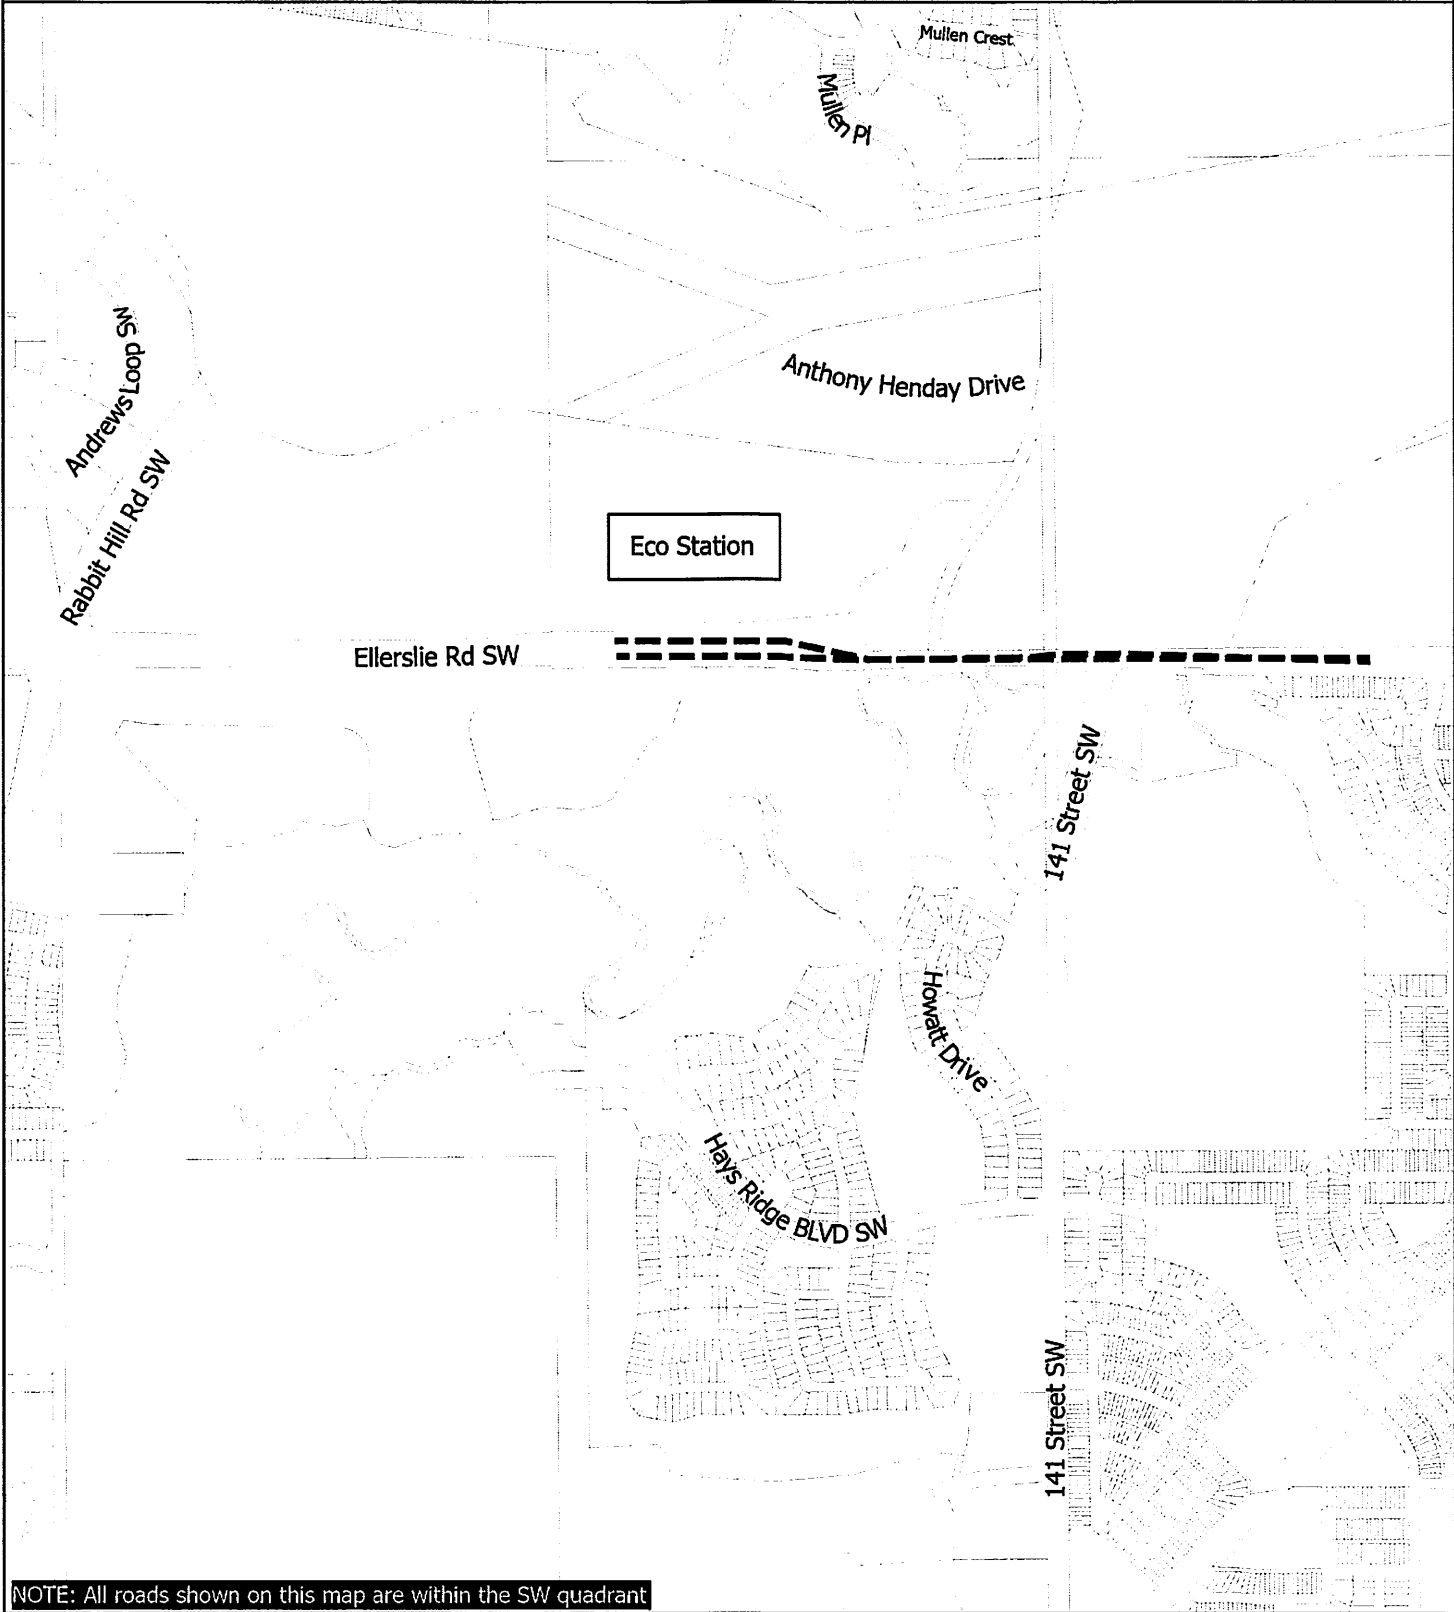 Mullen Crest
Mullen Pl
Andrews Loop SW
Anthony Henday Drive
Rabbit Hill Rd SW
Eco Station
Ellerslie Rd SW
141 Street SW
Howatt Drive
Hays Ridge BLVD SW
141 Street SW
NOTE: All roads shown on this map are within the SW quadrant